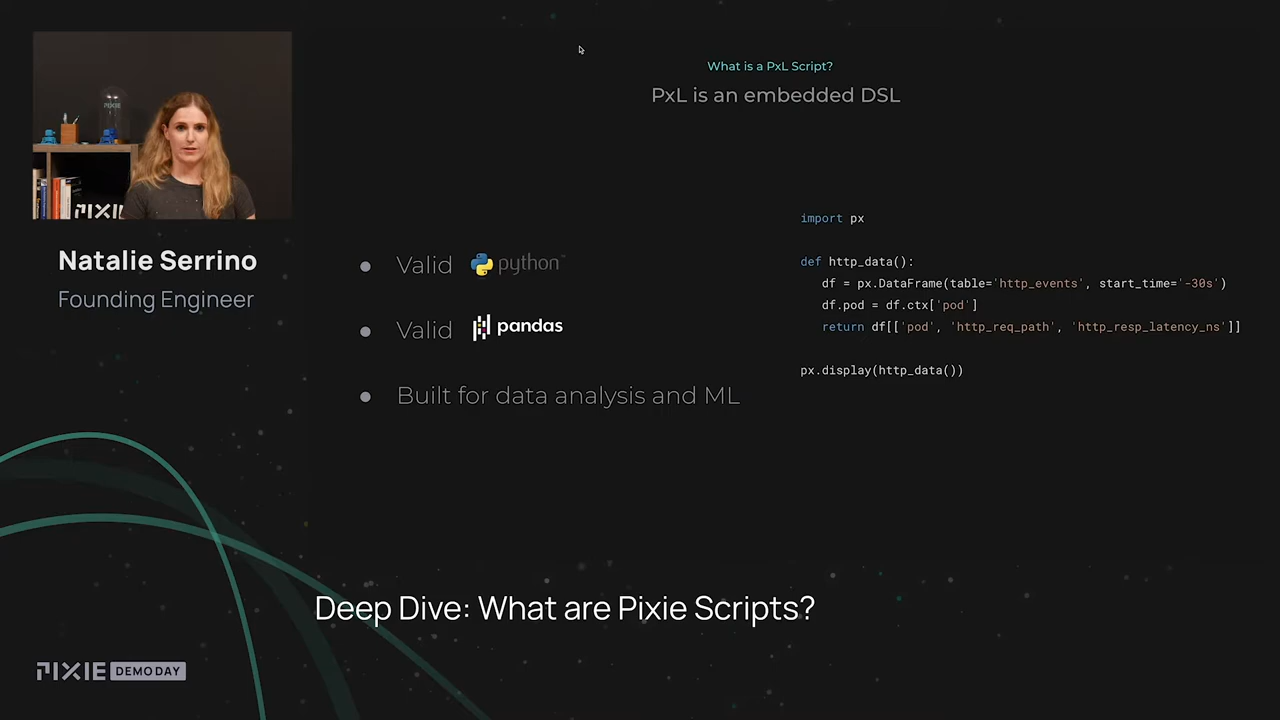 PIXIE
Natalie Serrino
Founding Engineer
What is a PxL Script?
PxL is an embedded DSL
Valid python™
Valid pandas
Built for data analysis and ML
import px
def http_data():
df = px.DataFrame(table='http_events', start_time='-30s')
df.pod = df.ctx['pod']
return df[['pod', 'http_req_path', 'http_resp_latency_ns']]
px.display(http_data())
Deep Dive: What are Pixie Scripts?
PIXIE DEMO DAY